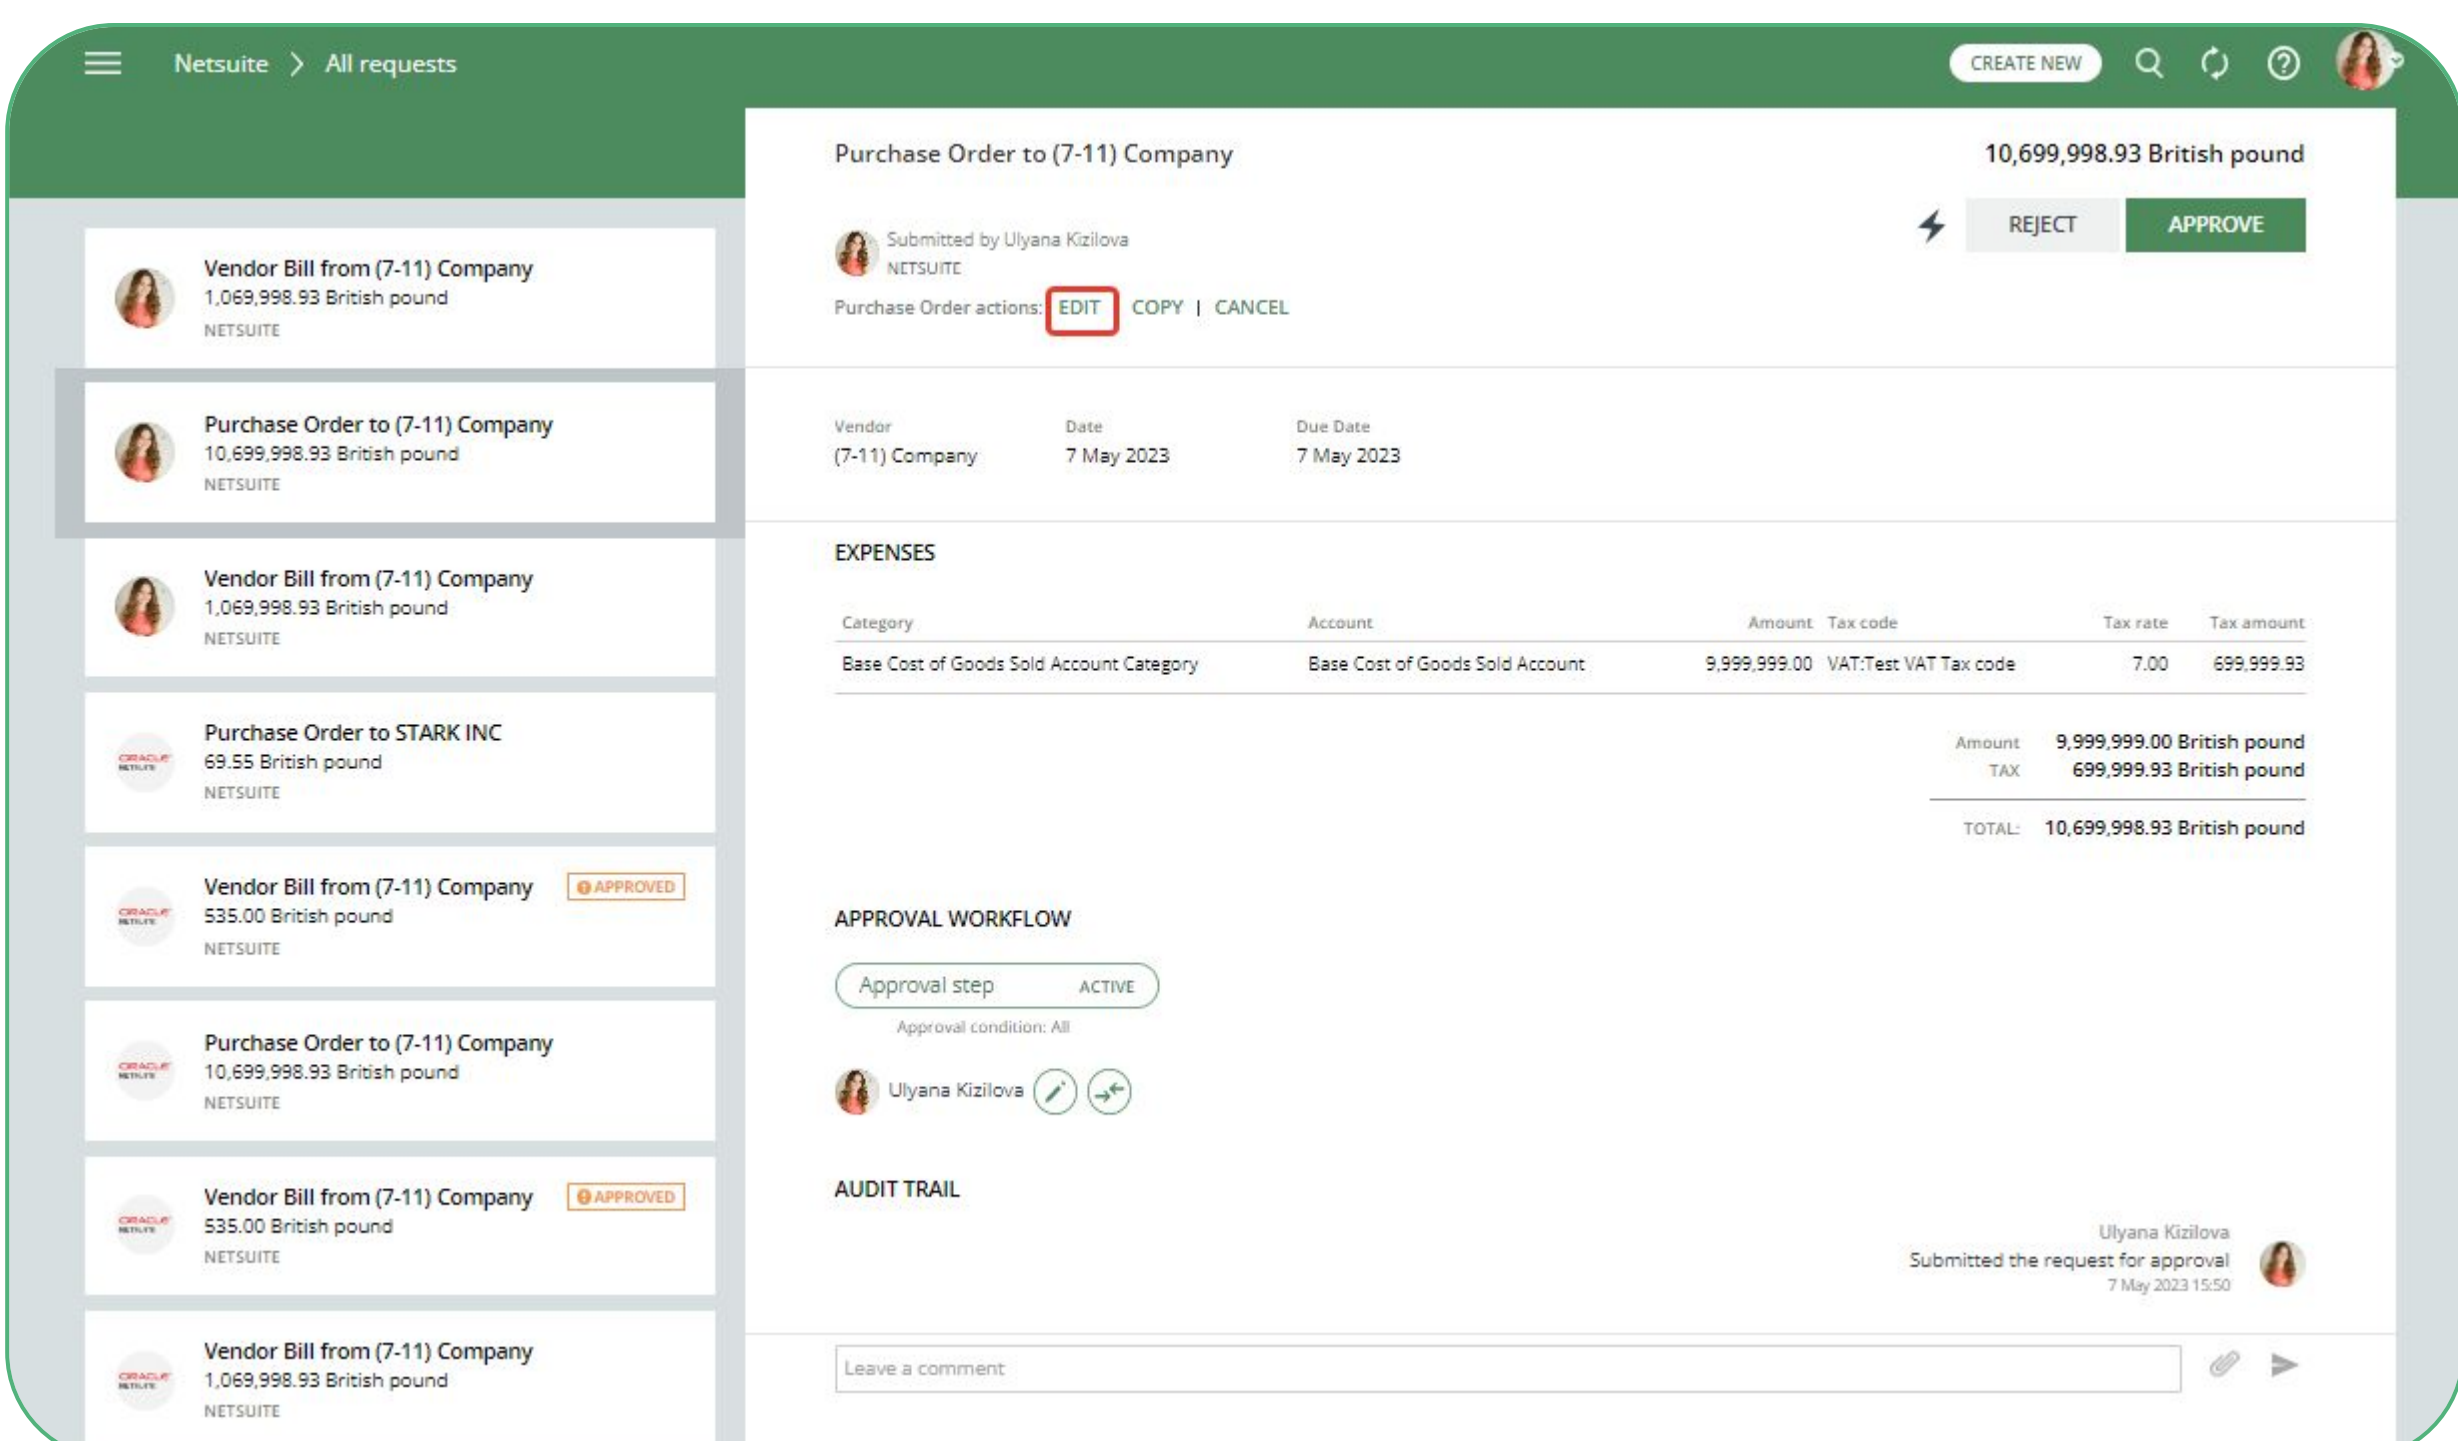 Netsuite > All requests
CREATE NEW
Vendor Bill from (7-11) Company
1,069,998.93 British pound
NETSUITE
Purchase Order to (7-11) Company
10,699,998.93 British pound
NETSUITE
Vendor Bill from (7-11) Company
1,069,998.93 British pound
NETSUITE
ORACLE
NETSUITE
Purchase Order to STARK INC
69.55 British pound
NETSUITE
ORACLE
NETSUITE
Vendor Bill from (7-11) Company
APPROVED
535.00 British pound
NETSUITE
ORACLE
NETSUITE
Purchase Order to (7-11) Company
10,699,998.93 British pound
NETSUITE
ORACLE
NETSUITE
Vendor Bill from (7-11) Company
APPROVED
535.00 British pound
NETSUITE
ORACLE
NETSUITE
Vendor Bill from (7-11) Company
1,069,998.93 British pound
NETSUITE
Purchase Order to (7-11) Company
10,699,998.93 British pound
REJECT
APPROVE
Submitted by Ulyana Kizilova
NETSUITE
Purchase Order actions: EDIT COPY | CANCEL
Vendor Date Due Date
(7-11) Company 7 May 2023 7 May 2023
EXPENSES
Category Account Amount Tax code Tax rate Tax amount
Base Cost of Goods Sold Account Category Base Cost of Goods Sold Account 9,999,999.00 VAT:Test VAT Tax code 7.00 699,999.93
Amount 9,999,999.00 British pound
TAX 699,999.93 British pound
TOTAL: 10,699,998.93 British pound
APPROVAL WORKFLOW
Approval step ACTIVE
Approval condition: All
Ulyana Kizilova
AUDIT TRAIL
Ulyana Kizilova
Submitted the request for approval
7 May 2023 15:50
Leave a comment